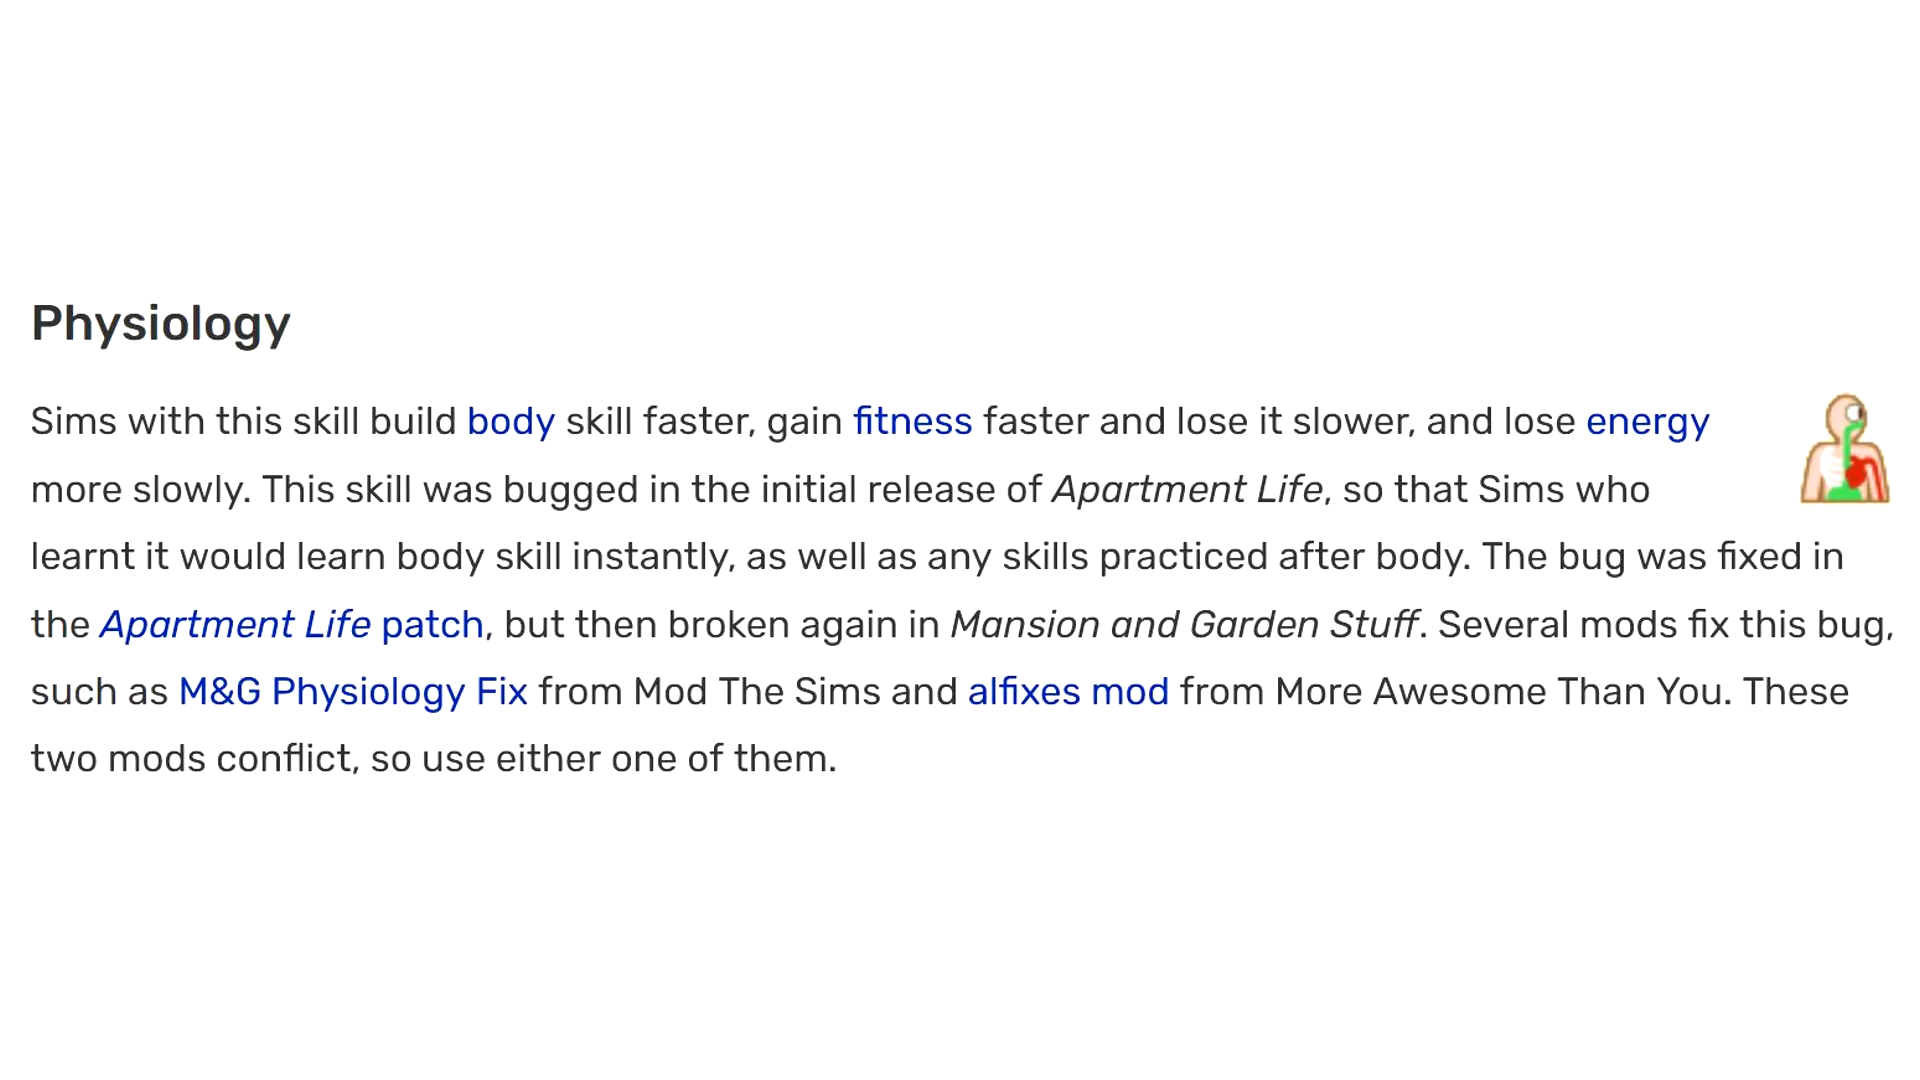 Physiology
Sims with this skill build body skill faster, gain fitness faster and lose it slower, and lose energy
more slowly. This skill was bugged in the initial release of Apartment Life, so that Sims who
learnt it would learn body skill instantly, as well as any skills practiced after body. The bug was fixed in
the Apartment Life patch, but then broken again in Mansion and Garden Stuff. Several mods fix this bug,
such as M&G Physiology Fix from Mod The Sims and alfixes mod from More Awesome Than You. These
two mods conflict, so use either one of them.